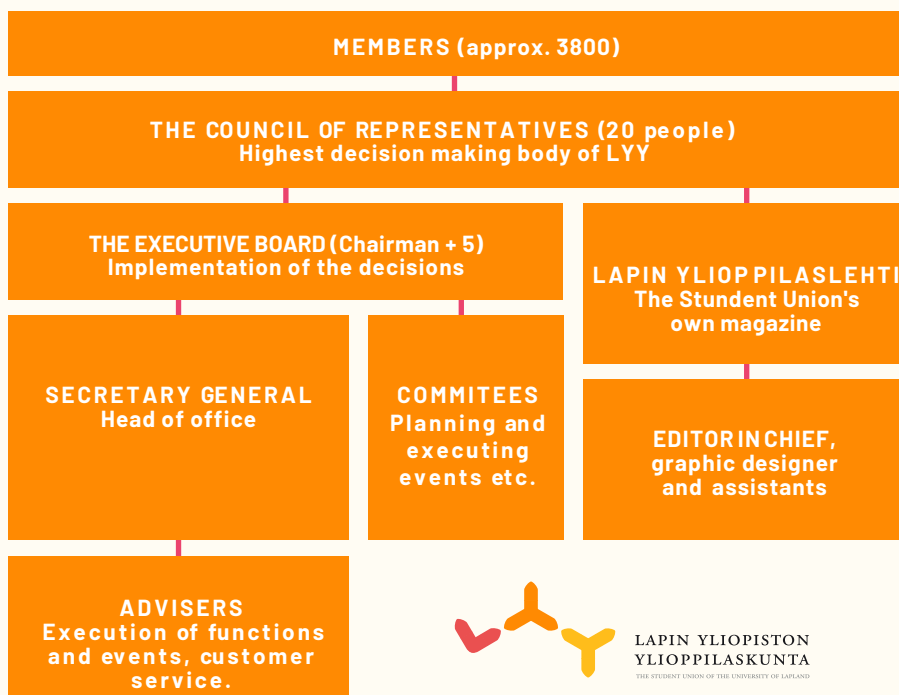 MEMBERS (approx. 3800)
THE COUNCIL OF REPRESENTATIVES (20 people)
Highest decision making body of LYY
THE EXECUTIVE BOARD (Chairman + 5)
Implementation of the decisions
LAPIN YLIOPPILASLEHTI
The Stundent Union's
own magazine
SECRETARY GENERAL
Head of office
COMMITEES
Planning and
executing
events etc.
EDITOR IN CHIEF,
graphic designer
and assistants
ADVISERS
Execution of functions
and events, customer
service.
LAPIN YLIOPISTON
YLIOPPILASKUNTA
THE STUDENT UNION OF THE UNIVERSITY OF LAPLAND